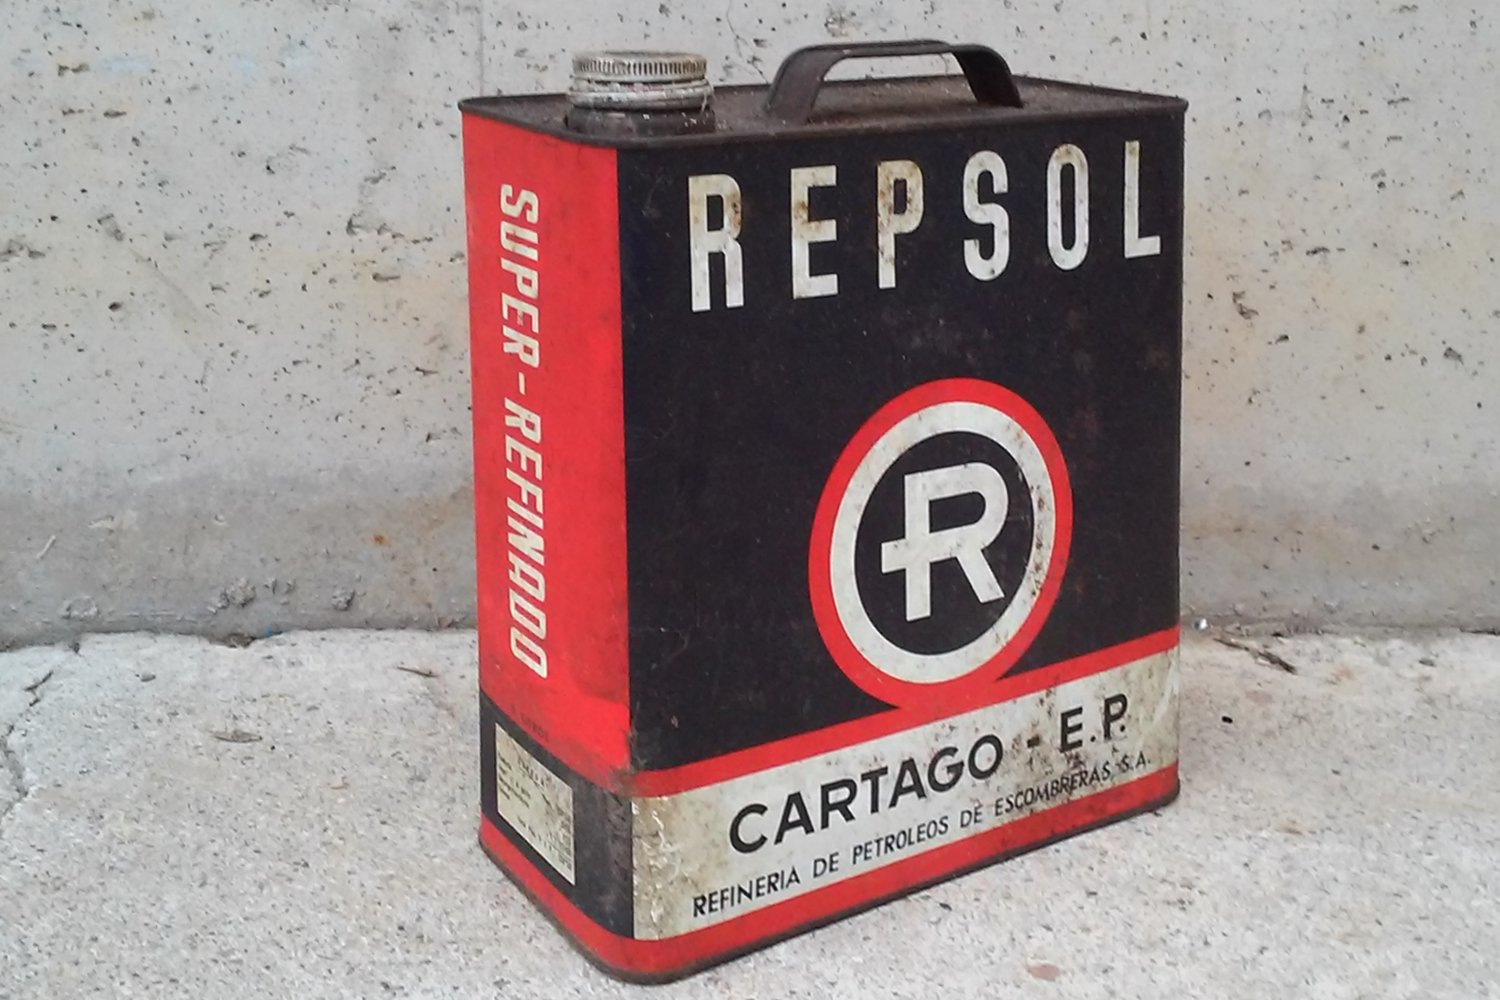 SUPER-REFINADO
REPSOL
R
CARTAGO - E.P.
REFINERIA DE PETROLEOS DE ESCOMBRERAS, S.A.